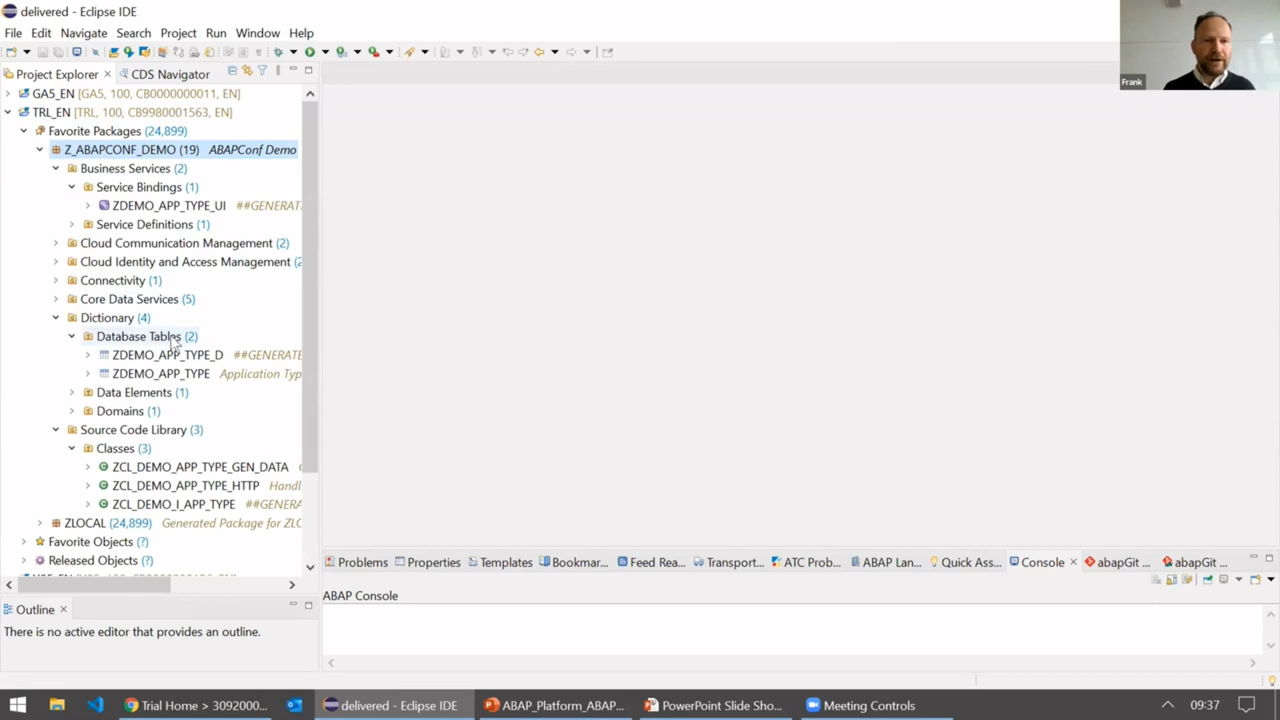 delivered - Eclipse IDE
File Edit Navigate Search Project Run Window Help
Frank
Project Explorer CDS Navigator
GA5_EN [GA5, 100, CB0000000011, EN]
TRL_EN [TRL, 100, CB9980001563, EN]
Favorite Packages (24,899)
Z_ABAPCONF_DEMO (19) ABAPConf Demo
Business Services (2)
Service Bindings (1)
ZDEMO_APP_TYPE_UI ##GENERAT
Service Definitions (1)
Cloud Communication Management (2)
Cloud Identity and Access Management (2
Connectivity (1)
Core Data Services (5)
Dictionary (4)
Database Tables (2)
ZDEMO_APP_TYPE_D ##GENERATE
ZDEMO_APP_TYPE Application Typ
Data Elements (1)
Domains (1)
Source Code Library (3)
Classes (3)
ZCL_DEMO_APP_TYPE_GEN_DATA
ZCL_DEMO_APP_TYPE_HTTP Handl
ZCL_DEMO_I_APP_TYPE ##GENERA
ZLOCAL (24,899) Generated Package for ZLO
Favorite Objects (?)
Released Objects (?)
Problems Properties Templates Bookmar... Feed Rea... Transport... ATC Prob... ABAP Lan... Quick Ass... Console abapGit ... abapGit ...
ABAP Console
Outline
There is no active editor that provides an outline.
Trial Home > 3092000... delivered - Eclipse IDE ABAP_Platform_ABAP... PowerPoint Slide Sho... Meeting Controls 09:37